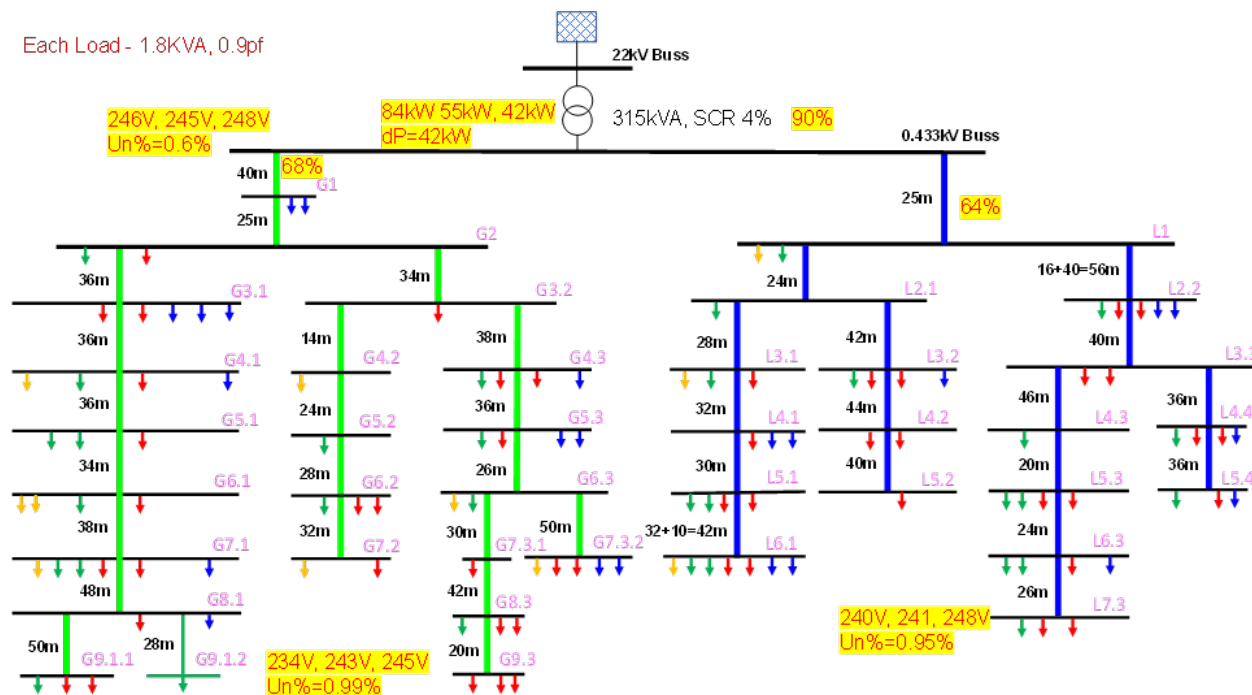 Each Load - 1.8KVA, 0.9pf
22kV Buss
246V, 245V, 248V
Un%=0.6%
84kW 55kW, 42kW
dP=42kW
315kVA, SCR 4%
90%
0.433kV Buss
40m
68%
G1
25m
25m
64%
G2
L1
36m
34m
24m
16+40=56m
G3.1
G3.2
L2.1
L2.2
36m
14m
38m
28m
42m
40m
G4.1
G4.2
G4.3
L3.1
L3.2
L3.3
36m
24m
36m
32m
44m
46m
36m
G5.1
G5.2
G5.3
L4.1
L4.2
L4.3
L4.4
34m
28m
26m
30m
40m
20m
36m
G6.1
G6.2
G6.3
L5.1
L5.2
L5.3
L5.4
38m
32m
30m
50m
32+10=42m
24m
G7.1
G7.2
G7.3.1
G7.3.2
L6.1
L6.3
48m
42m
26m
G8.1
G8.3
240V, 241, 248V
Un%=0.95%
L7.3
50m
28m
20m
G9.1.1
G9.1.2
234V, 243V, 245V
Un%=0.99%
G9.3